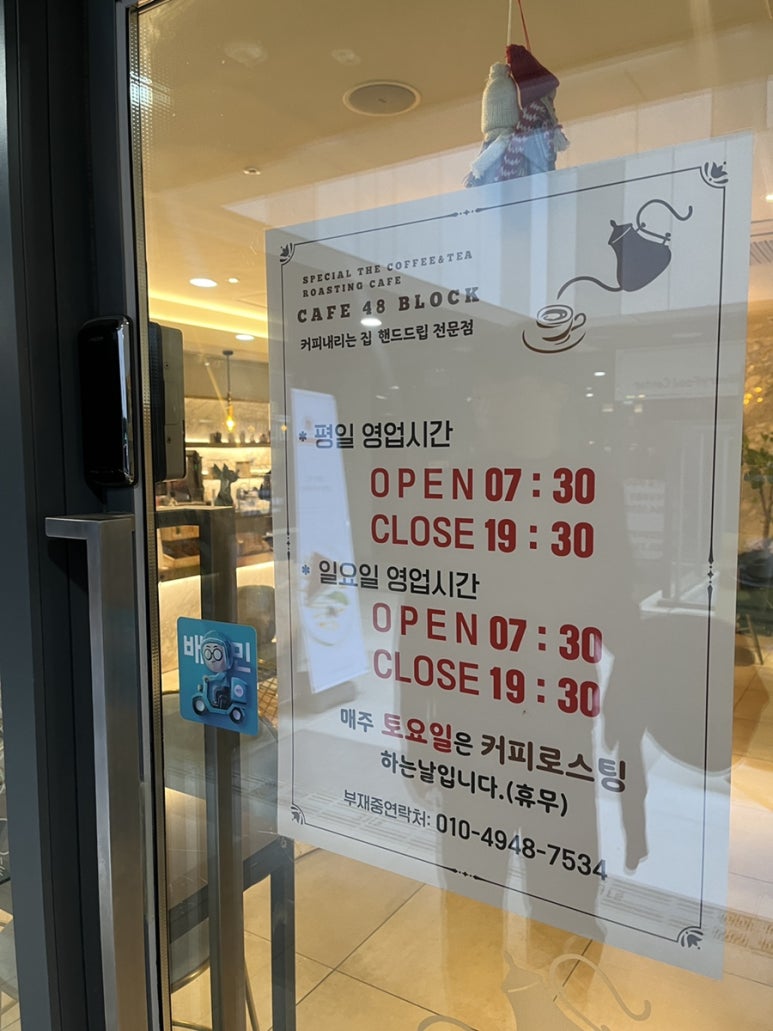 SPECIAL THE COFFEE&TEA
ROASTING CAFE
CAFE 48 BLOCK
커피내리는 집 핸드드립 전문점
* 평일 영업시간
OPEN 07 : 30
CLOSE 19 : 30
* 일요일 영업시간
OPEN 07 : 30
CLOSE 19 : 30
매주 토요일은 커피로스팅
하는날입니다.(휴무)
부재중연락처: 010-4948-7534